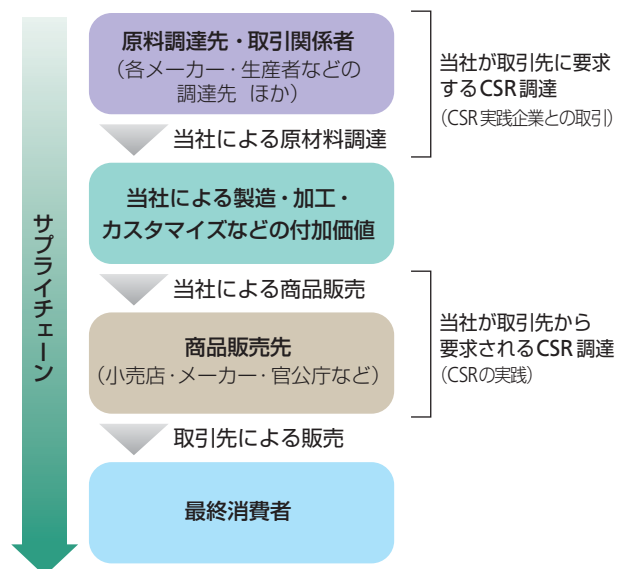 原料調達先・取引関係者
(各メーカー・生産者などの
調達先 ほか)
当社が取引先に要求
するCSR調達
(CSR実践企業との取引)
当社による原材料調達
当社による製造・加工・
カスタマイズなどの付加価値
サプライチェーン
当社による商品販売
商品販売先
(小売店・メーカー・官公庁など)
当社が取引先から
要求されるCSR調達
(CSRの実践)
取引先による販売
最終消費者